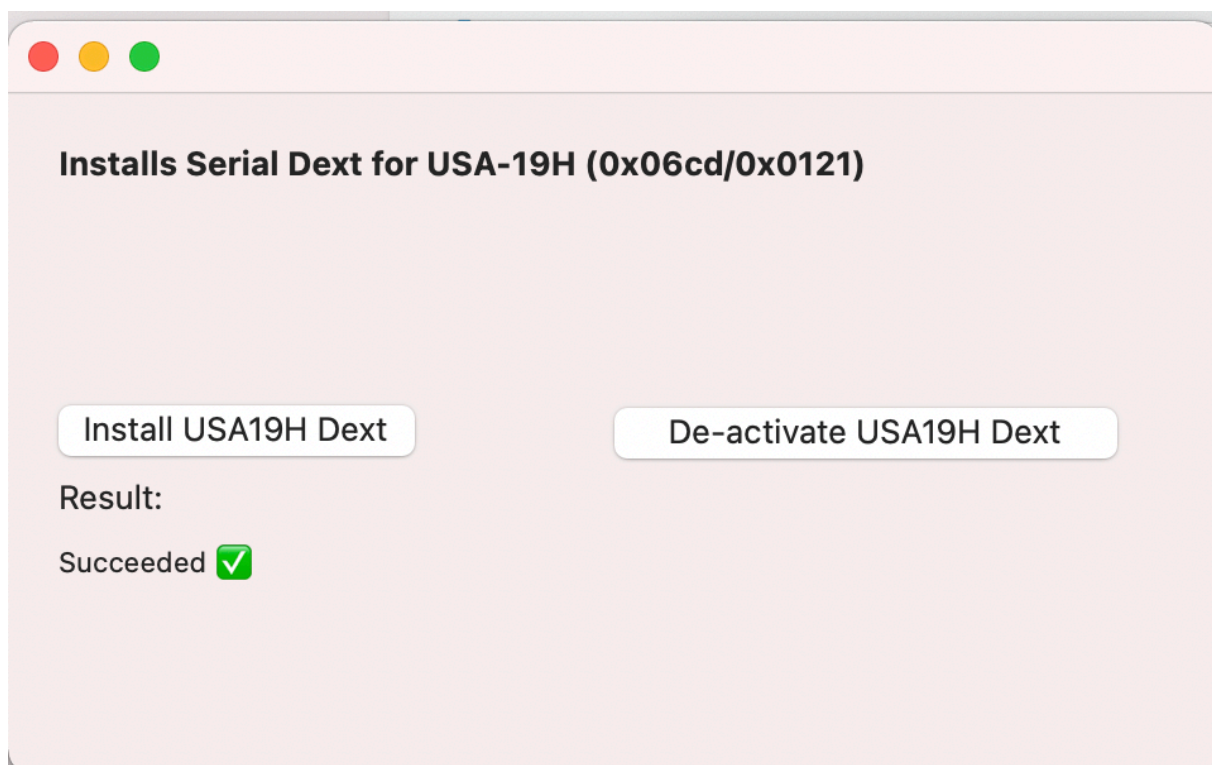 Installs Serial Dext for USA-19H (0x06cd/0x0121)
Install USA19H Dext
De-activate USA19H Dext
Result:
Succeeded ✅